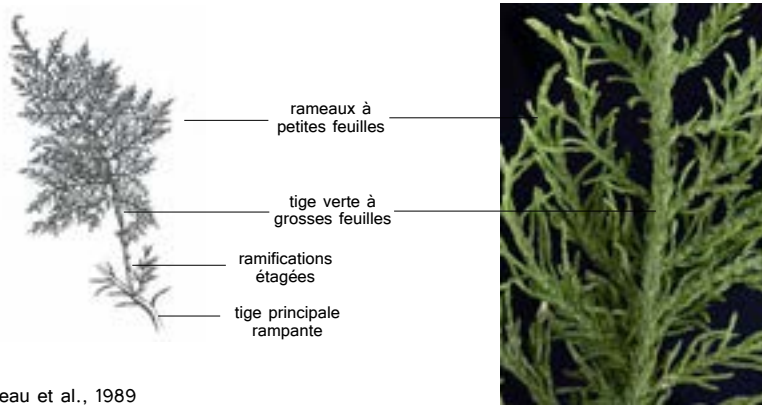 rameaux à
petites feuilles
tige verte à
grosses feuilles
ramifications
étagées
tige principale
rampante
eau et al., 1989